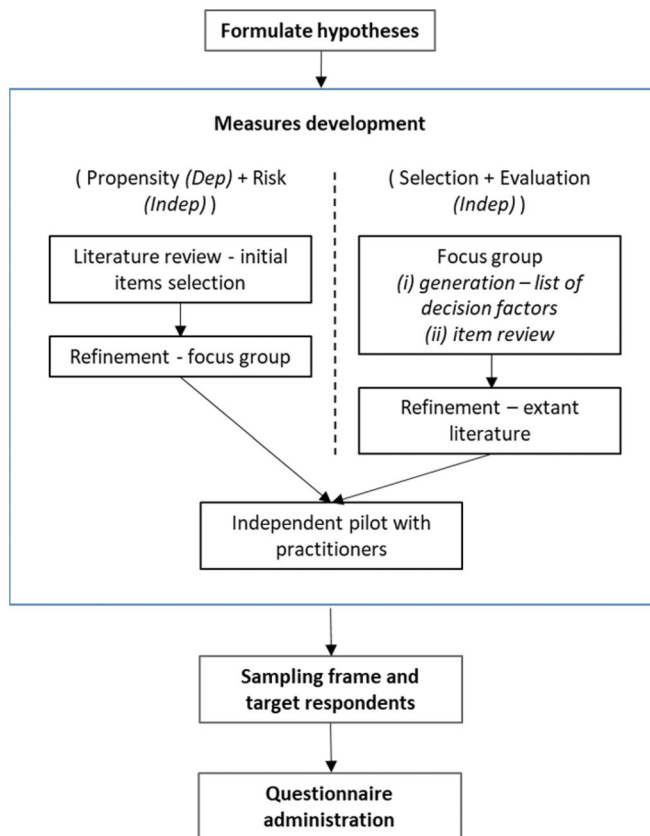 Formulate hypotheses
Measures development
( Propensity (Dep) + Risk
(Indep) )
Literature review - initial
items selection
Refinement - focus group
( Selection + Evaluation
(Indep) )
Focus group
(i) generation – list of
decision factors
(ii) item review
Refinement – extant
literature
Independent pilot with
practitioners
Sampling frame and
target respondents
Questionnaire
administration